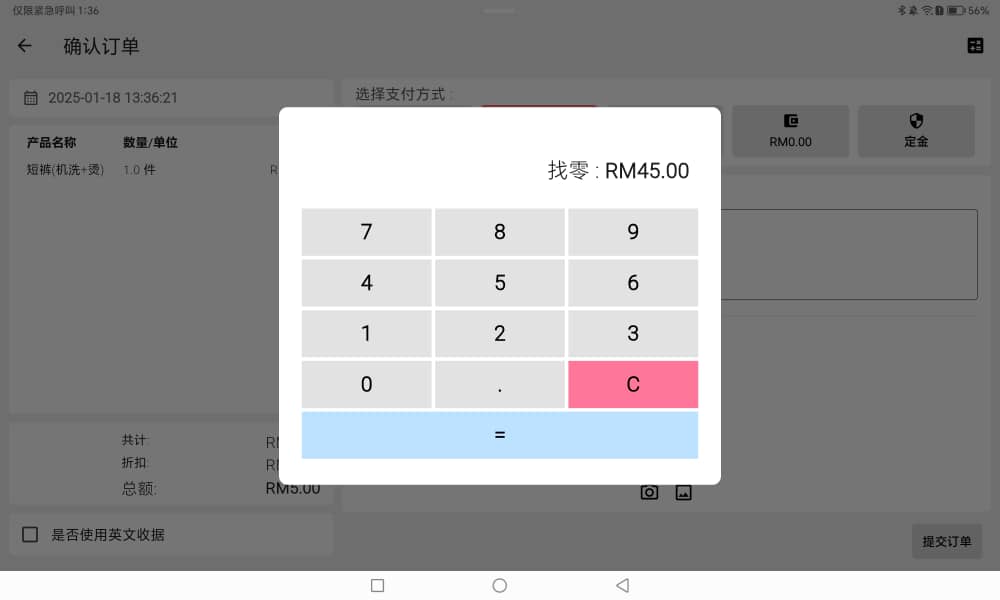 仅限紧急呼叫 1:36
56%
确认订单
2025-01-18 13:36:21
选择支付方式 :
RM0.00
定金
产品名称 数量/单位
短裤(机洗+烫) 1.0 件 R
找零 : RM45.00
7 8 9
4 5 6
1 2 3
0 . C
=
共计: RM
折扣: RM
总额: RM5.00
是否使用英文收据
提交订单